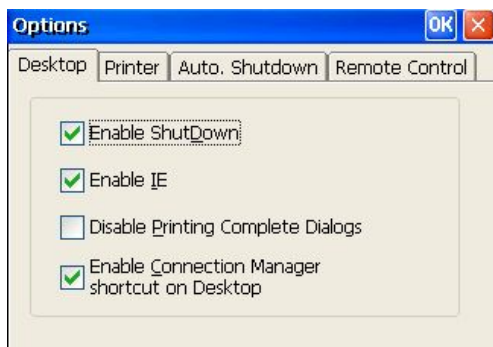 Options OK
Desktop Printer Auto. Shutdown Remote Control
Enable ShutDown
Enable IE
Disable Printing Complete Dialogs
Enable Connection Manager
shortcut on Desktop